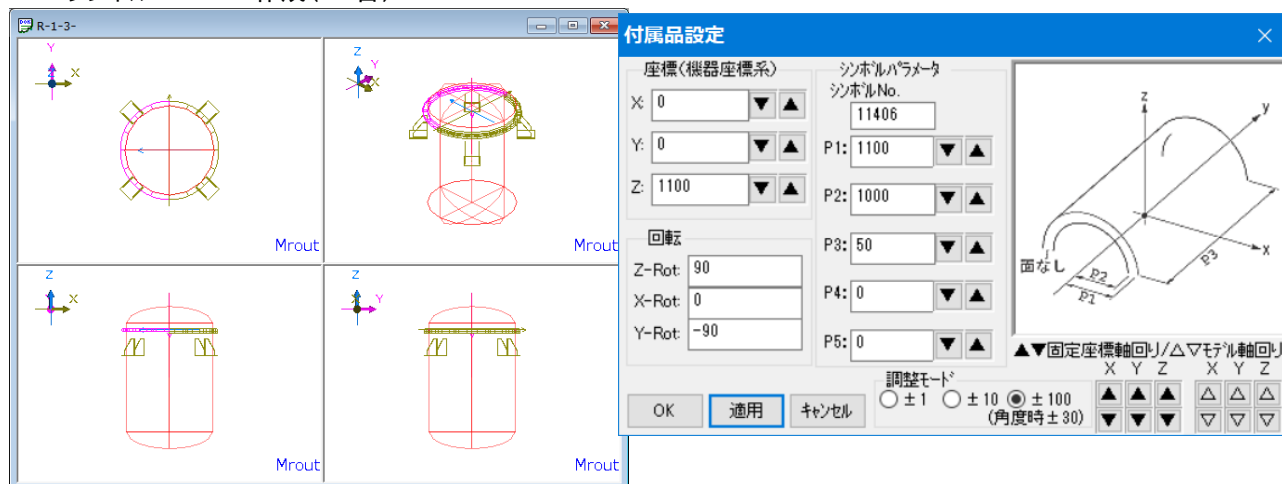 R-1-3-
Y
Z X
Z
Y
X
Mrout
Mrout
Z
Y X
Z
X Y
Mrout
Mrout
付属品設定
座標(機器座標系)
X: 0
Y: 0
Z: 1100
回転
Z-Rot: 90
X-Rot: 0
Y-Rot: -90
シンボルパラメータ
シンボルNo.
11406
P1: 1100
P2: 1000
P3: 50
P4: 0
P5: 0
z
y
x
面なし
P2
P1
P3
▲▼固定座標軸回り/△▽モデル軸回り
X Y Z X Y Z
調整モード
±1 ±10 ±100
(角度時±30)
OK 適用 キャンセル